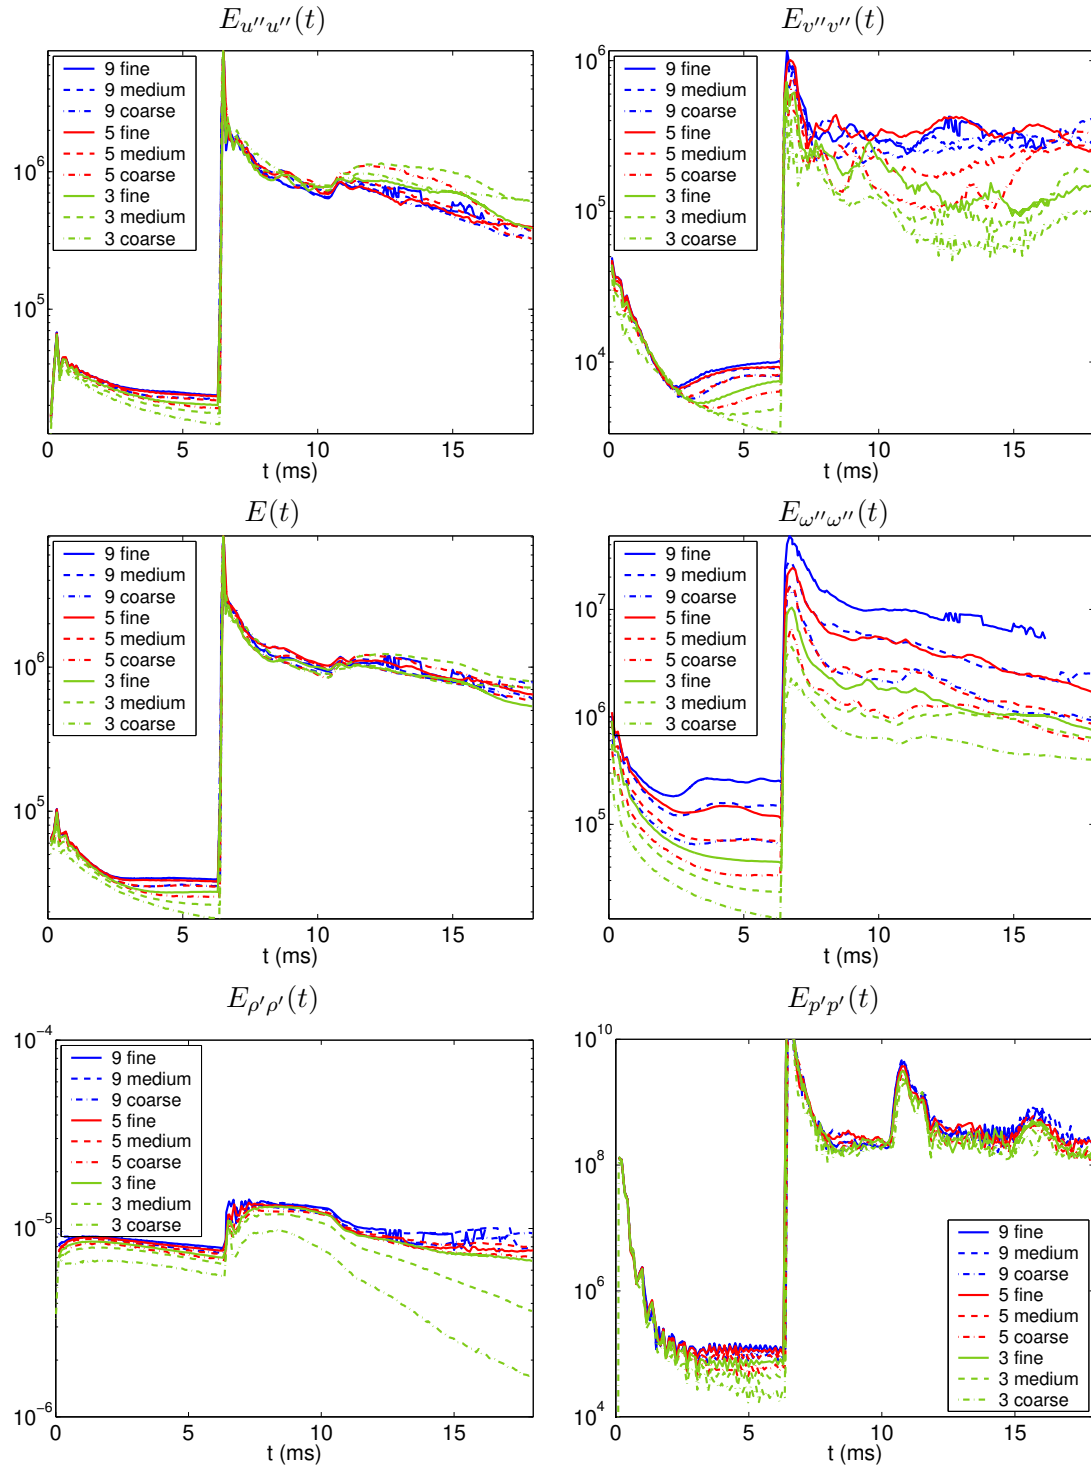 E_{u''u''}(t)
10^6
10^5
0 5 10 15
t (ms)
9 fine
9 medium
9 coarse
5 fine
5 medium
5 coarse
3 fine
3 medium
3 coarse
E_{v''v''}(t)
10^6
10^5
10^4
0 5 10 15
t (ms)
9 fine
9 medium
9 coarse
5 fine
5 medium
5 coarse
3 fine
3 medium
3 coarse
E(t)
10^6
10^5
0 5 10 15
t (ms)
9 fine
9 medium
9 coarse
5 fine
5 medium
5 coarse
3 fine
3 medium
3 coarse
E_{ω''ω''}(t)
10^7
10^6
10^5
0 5 10 15
t (ms)
9 fine
9 medium
9 coarse
5 fine
5 medium
5 coarse
3 fine
3 medium
3 coarse
E_{ρ'ρ'}(t)
10^{-4}
10^{-5}
10^{-6}
0 5 10 15
t (ms)
9 fine
9 medium
9 coarse
5 fine
5 medium
5 coarse
3 fine
3 medium
3 coarse
E_{p'p'}(t)
10^{10}
10^8
10^6
10^4
0 5 10 15
t (ms)
9 fine
9 medium
9 coarse
5 fine
5 medium
5 coarse
3 fine
3 medium
3 coarse